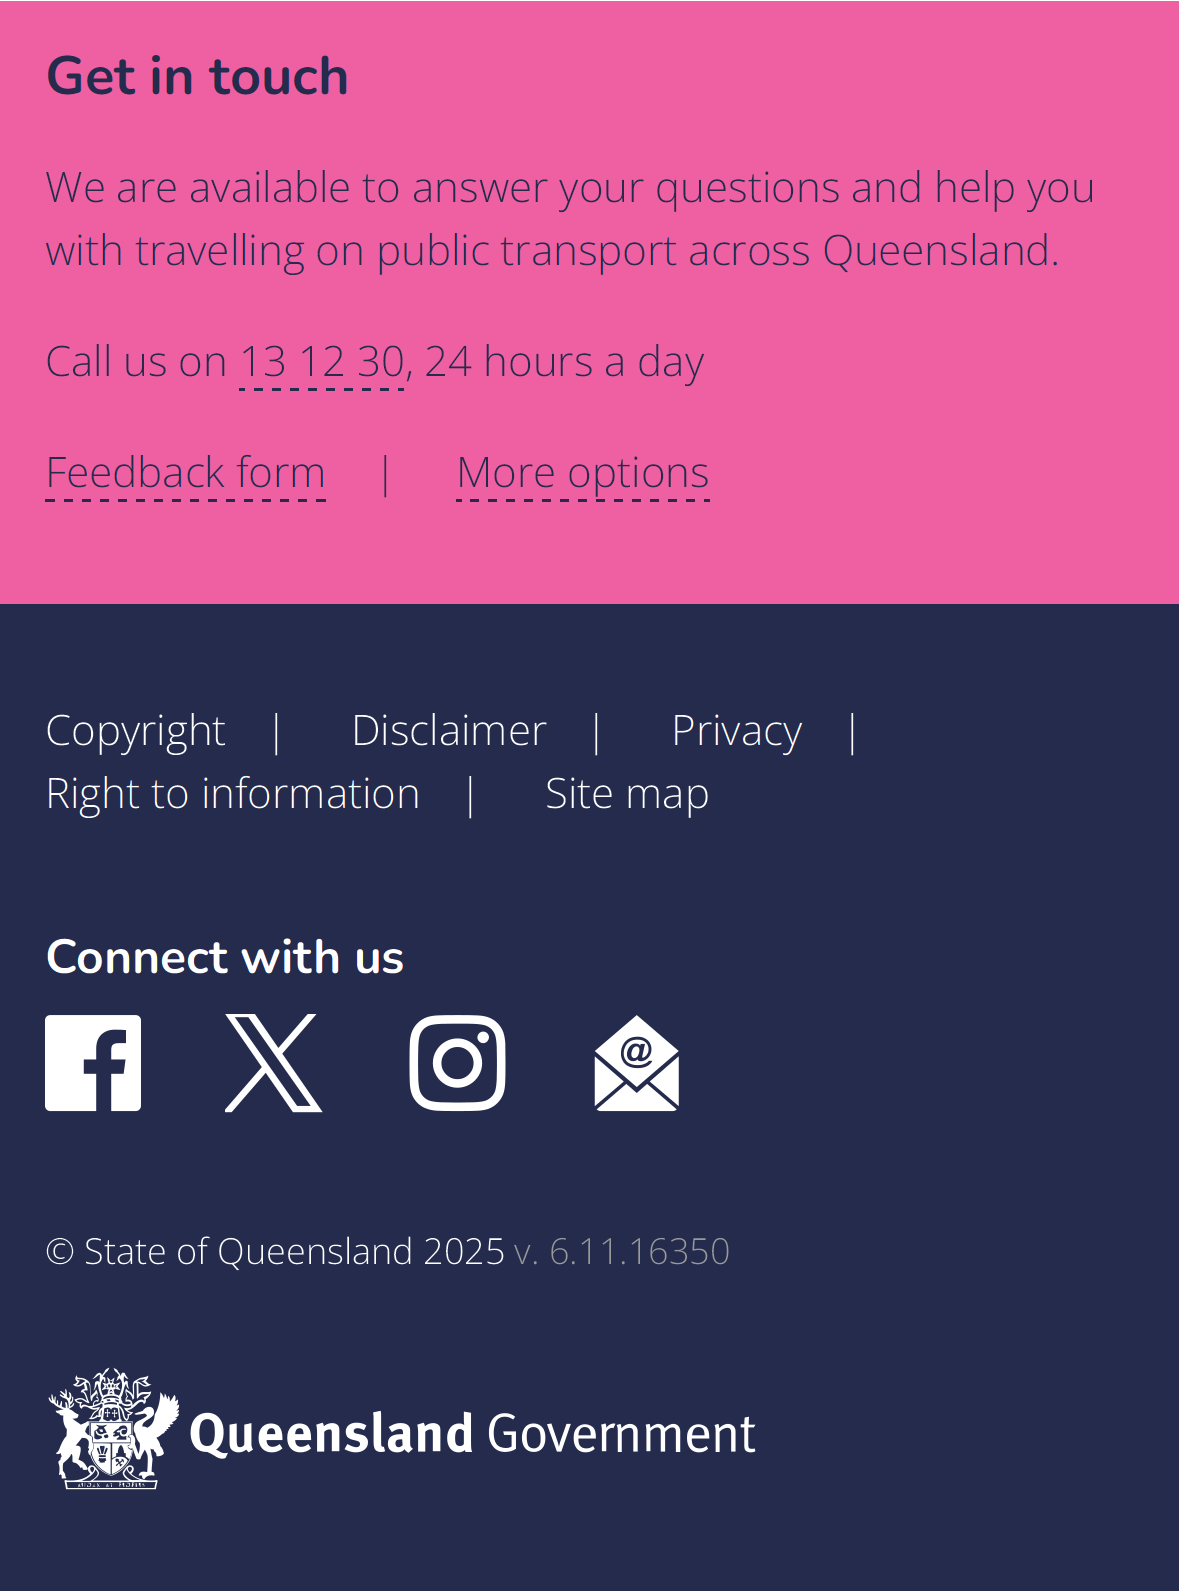 Get in touch
We are available to answer your questions and help you
with travelling on public transport across Queensland.
Call us on 13 12 30, 24 hours a day
Feedback form | More options
Copyright | Disclaimer | Privacy |
Right to information | Site map
Connect with us
@
© State of Queensland 2025 v. 6.11.16350
Queensland Government